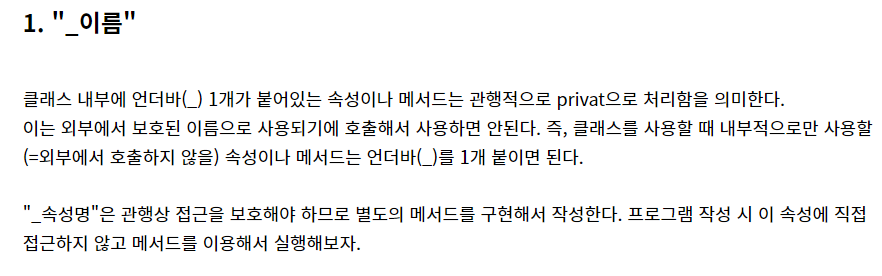 1. "_이름"
클래스 내부에 언더바(_) 1개가 붙어있는 속성이나 메서드는 관행적으로 privat으로 처리함을 의미한다.
이는 외부에서 보호된 이름으로 사용되기에 호출해서 사용하면 안된다. 즉, 클래스를 사용할 때 내부적으로만 사용할
(=외부에서 호출하지 않을) 속성이나 메서드는 언더바(_)를 1개 붙이면 된다.
"_속성명"은 관행상 접근을 보호해야 하므로 별도의 메서드를 구현해서 작성한다. 프로그램 작성 시 이 속성에 직접
접근하지 않고 메서드를 이용해서 실행해보자.